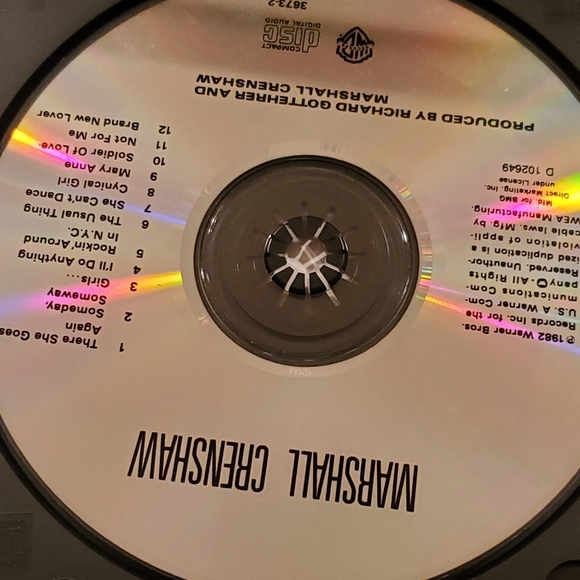 MARSHALL CRENSHAW
1 There She Goes
Again
2 Someday,
Someway
3 Girls...
4 I'll Do Anything
5 Rockin' Around
In N.Y.C.
6 The Usual Thing
7 She Can't Dance
8 Cynical Girl
9 Mary Anne
10 Soldier Of Love
11 Not For Me
12 Brand New Lover
℗ 1982 Warner Bros.
Records Inc. for the
U.S. A Warner Com-
munications Com-
pany All Rights
Reserved. Unauthor-
ized duplication is a
violation of appli-
cable laws. Mfg. by
WEA Manufacturing.
Mfd. for BMG
Direct Marketing, Inc.
under License
D 102649
PRODUCED BY RICHARD GOTTEHRER AND
MARSHALL CRENSHAW
COMPACT
disc
DIGITAL AUDIO
3673-2